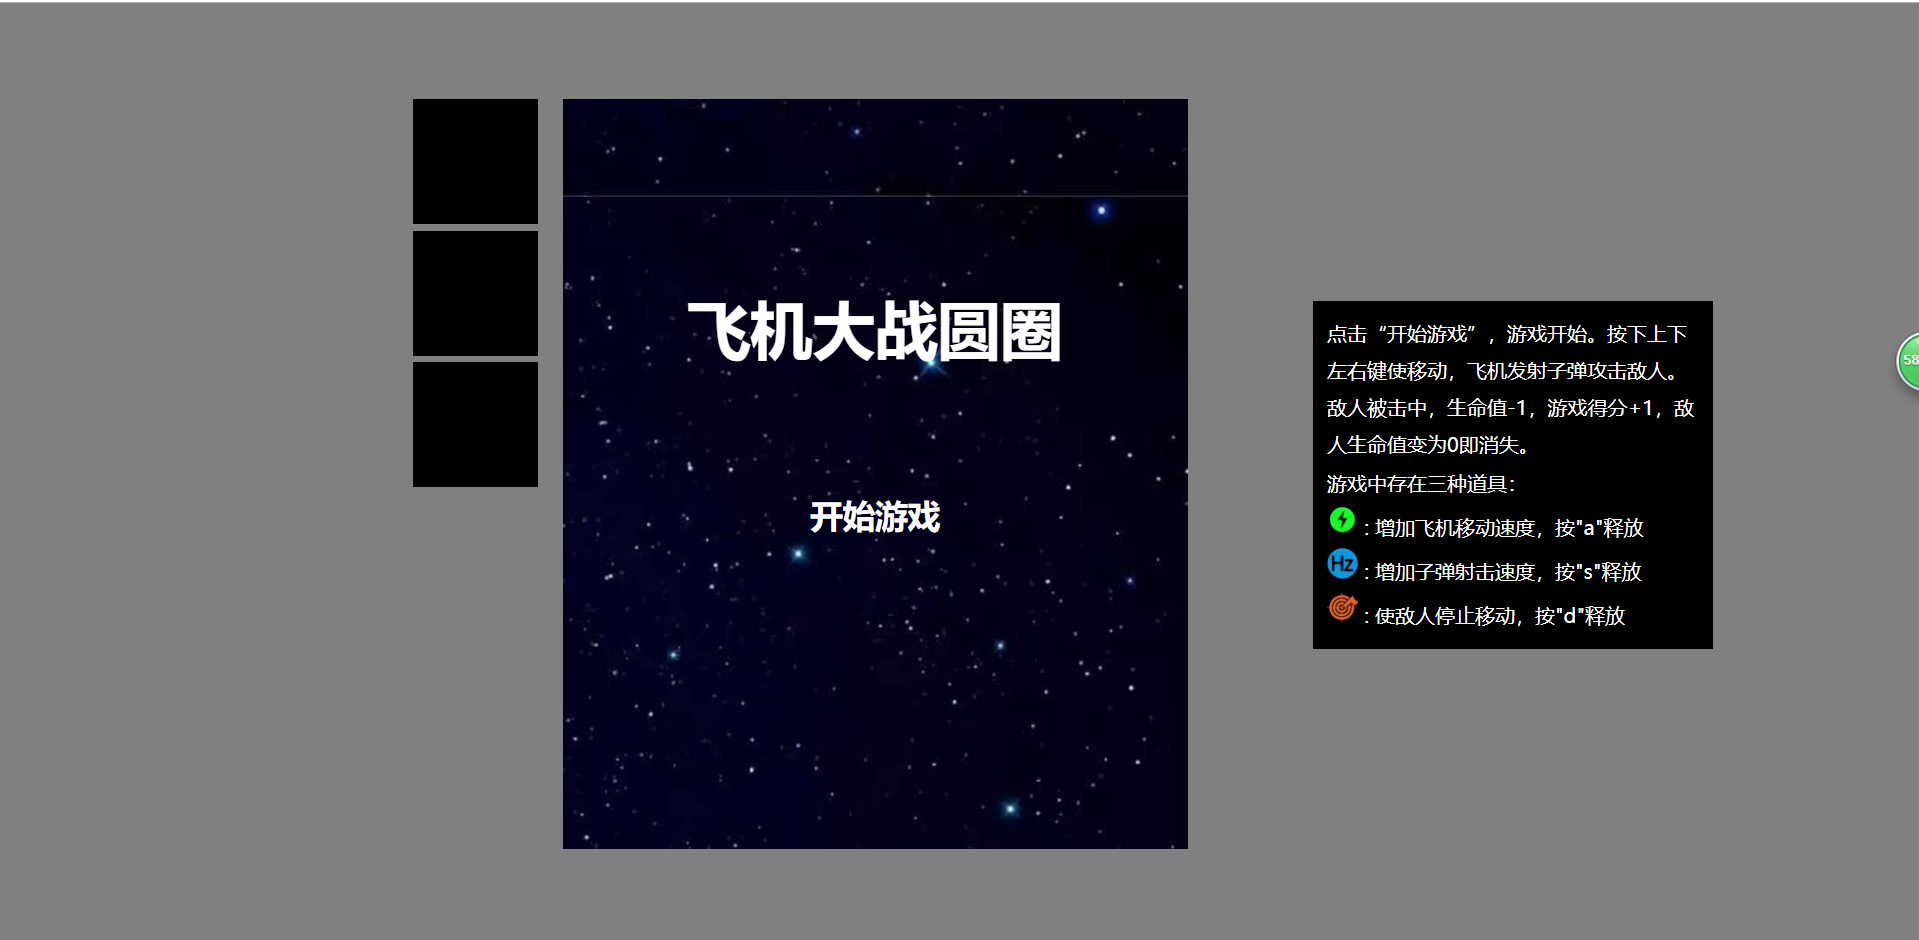 飞机大战圆圈
开始游戏
点击“开始游戏”，游戏开始。按下上下
左右键使移动，飞机发射子弹攻击敌人。
敌人被击中，生命值-1，游戏得分+1，敌
人生命值变为0即消失。
游戏中存在三种道具：
：增加飞机移动速度，按"a"释放
Hz：增加子弹射击速度，按"s"释放
：使敌人停止移动，按"d"释放
58